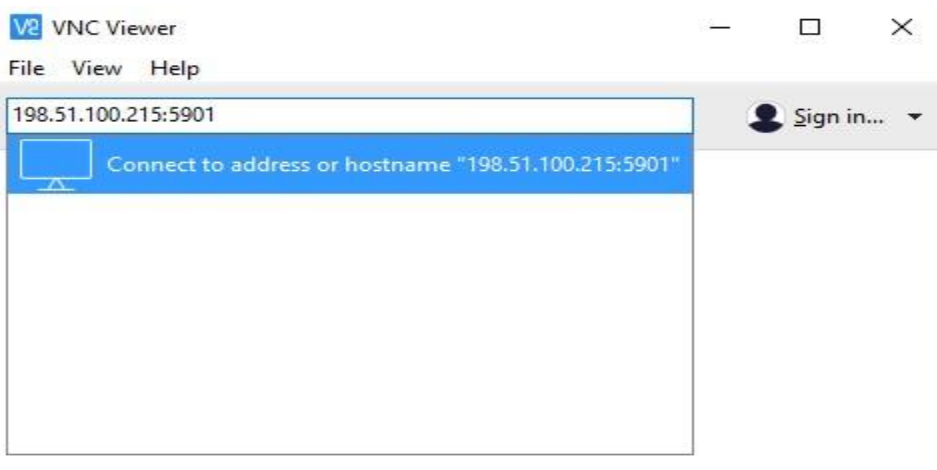 V2 VNC Viewer
File View Help
198.51.100.215:5901
Sign in...
Connect to address or hostname "198.51.100.215:5901"